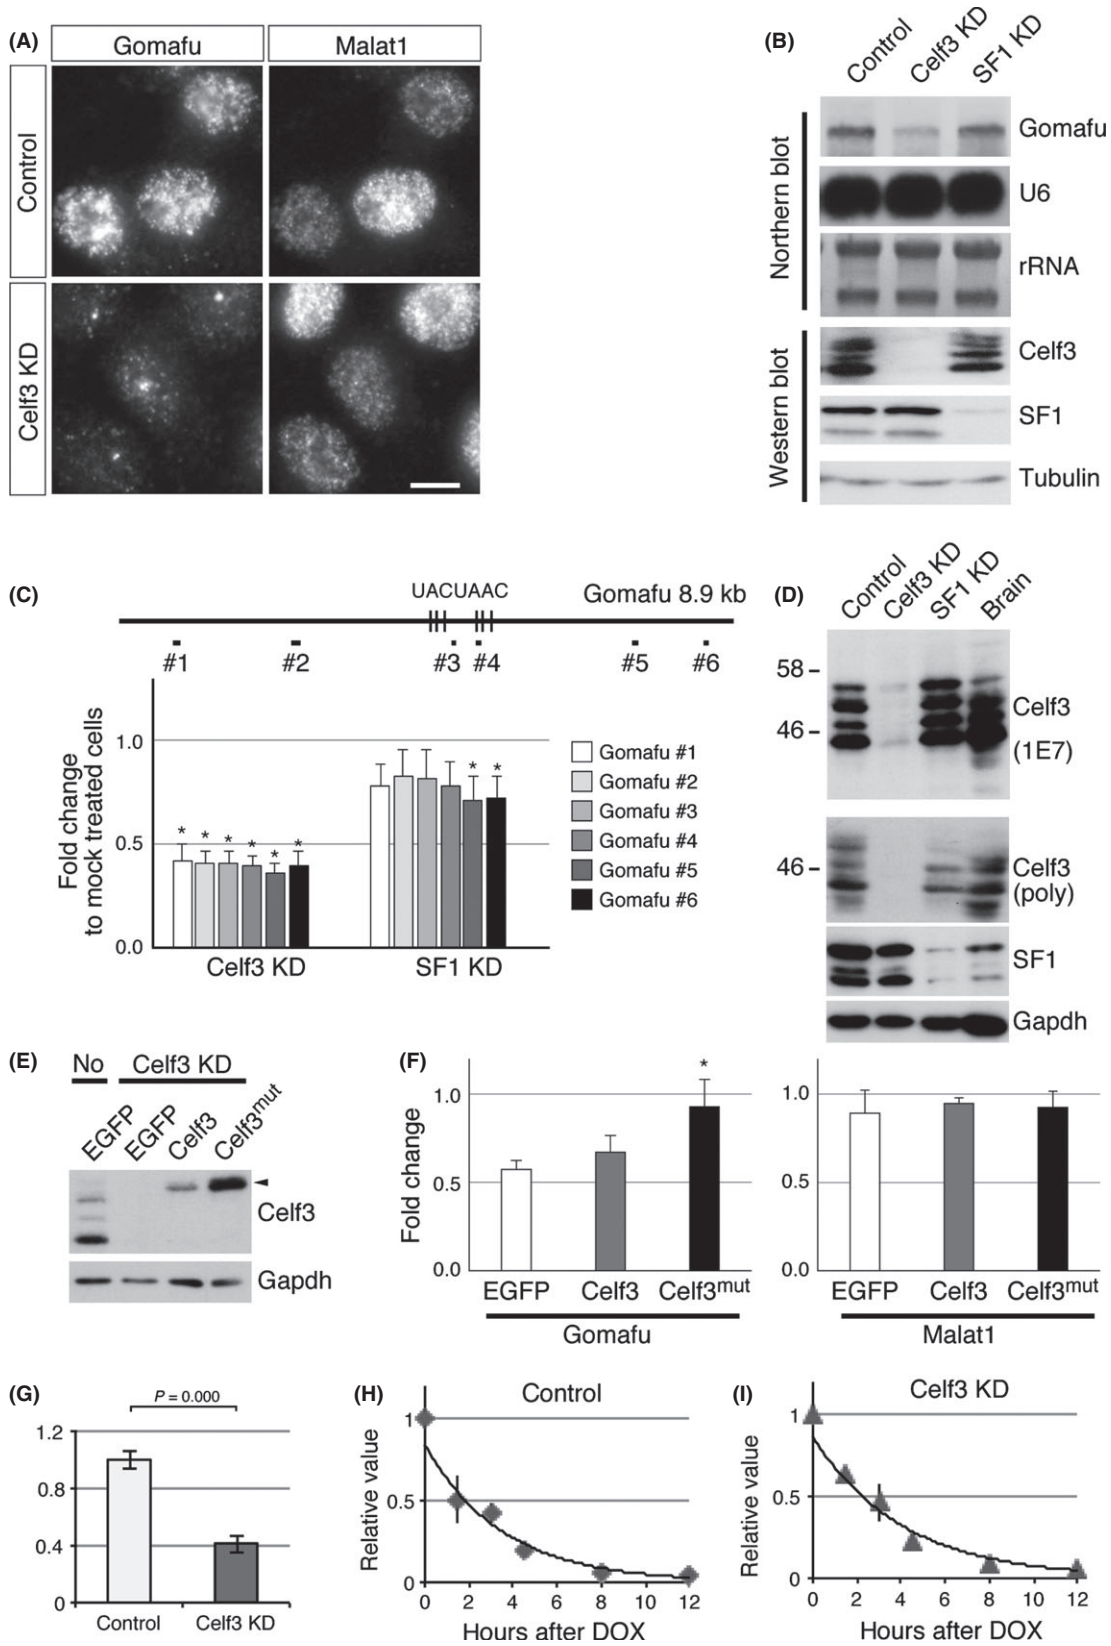 (A)
Gomafu
Malat1
Control
Celf3 KD
(B)
Control
Celf3 KD
SF1 KD
Northern blot
Gomafu
U6
rRNA
Western blot
Celf3
SF1
Tubulin
(C)
UACUAAC
Gomafu 8.9 kb
#1
#2
#3
#4
#5
#6
Fold change
to mock treated cells
1.0
0.5
0.0
* * * * * *
* *
Celf3 KD
SF1 KD
Gomafu #1
Gomafu #2
Gomafu #3
Gomafu #4
Gomafu #5
Gomafu #6
(D)
Control
Celf3 KD
SF1 KD
Brain
58
46
Celf3
(1E7)
46
Celf3
(poly)
SF1
Gapdh
(E)
No
Celf3 KD
EGFP
EGFP
Celf3
Celf3mut
Celf3
Gapdh
(F)
Fold change
1.0
0.5
0.0
*
EGFP
Celf3
Celf3mut
Gomafu
1.0
0.5
0.0
EGFP
Celf3
Celf3mut
Malat1
(G)
P = 0.000
1.2
0.8
0.4
0
Control
Celf3 KD
(H)
Control
Relative value
1
0.5
0
0 2 4 6 8 10 12
Hours after DOX
(I)
Celf3 KD
Relative value
1
0.5
0
0 2 4 6 8 10 12
Hours after DOX